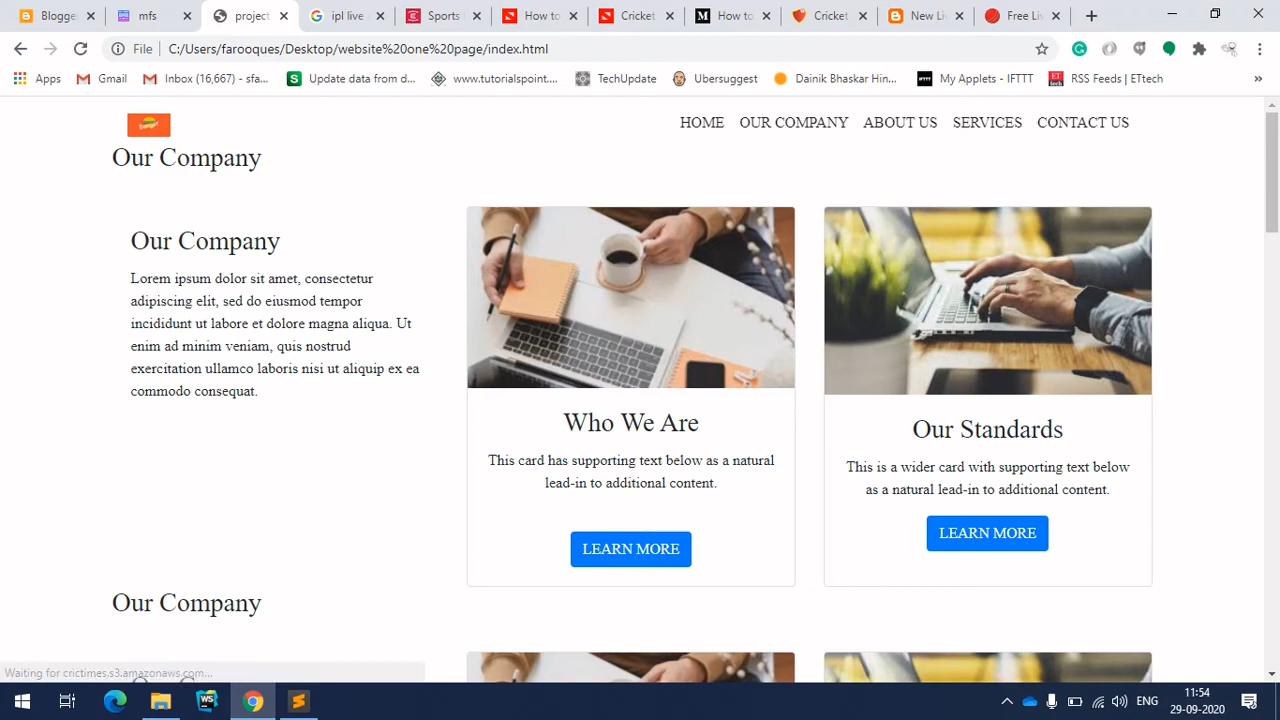 Blogge
mfs
project
ipl live
Sports
How to
Cricket
How to
Cricke
New Li
Free Li
File
C:/Users/farooques/Desktop/website%20one%20page/index.html
Apps
Gmail
Inbox (16,667) - sfa...
Update data from d...
www.tutorialspoint....
TechUpdate
Ubersuggest
Dainik Bhaskar Hin...
My Applets - IFTTT
RSS Feeds | ETtech
»
HOME
OUR COMPANY
ABOUT US
SERVICES
CONTACT US
Our Company
Our Company
Lorem ipsum dolor sit amet, consectetur
adipiscing elit, sed do eiusmod tempor
incididunt ut labore et dolore magna aliqua. Ut
enim ad minim veniam, quis nostrud
exercitation ullamco laboris nisi ut aliquip ex ea
commodo consequat.
Who We Are
This card has supporting text below as a natural
lead-in to additional content.
LEARN MORE
Our Standards
This is a wider card with supporting text below
as a natural lead-in to additional content.
LEARN MORE
Our Company
Waiting for crictimes.s3.amazonaws.com...
ENG
11:54
29-09-2020